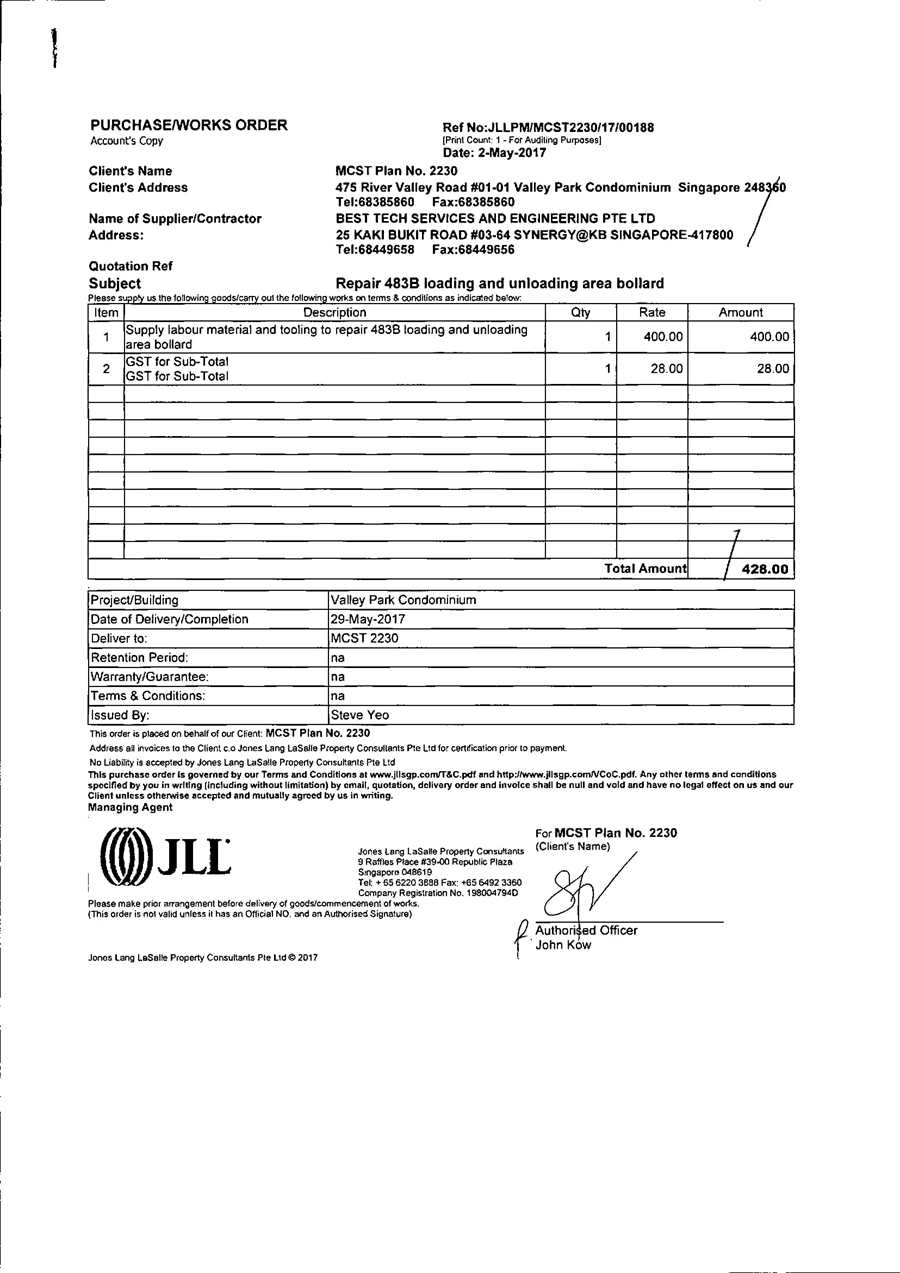 PURCHASE/WORKS ORDER
Account's Copy
Ref No:JLLPM/MCST2230/17/00188
[Print Count: 1 - For Auditing Purposes]
Date: 2-May-2017
Client's Name MCST Plan No. 2230
Client's Address 475 River Valley Road #01-01 Valley Park Condominium Singapore 248360
Tel:68385860 Fax:68385860
Name of Supplier/Contractor BEST TECH SERVICES AND ENGINEERING PTE LTD
Address: 25 KAKI BUKIT ROAD #03-64 SYNERGY@KB SINGAPORE-417800
Tel:68449658 Fax:68449656
Quotation Ref
Subject Repair 483B loading and unloading area bollard
Please supply us the following goods/carry out the following works on terms & conditions as indicated below:
Item Description Qty Rate Amount
1 Supply labour material and tooling to repair 483B loading and unloading area bollard 1 400.00 400.00
2 GST for Sub-Total
GST for Sub-Total 1 28.00 28.00
Total Amount 428.00
Project/Building Valley Park Condominium
Date of Delivery/Completion 29-May-2017
Deliver to: MCST 2230
Retention Period: na
Warranty/Guarantee: na
Terms & Conditions: na
Issued By: Steve Yeo
This order is placed on behalf of our Client: MCST Plan No. 2230
Address all invoices to the Client c.o Jones Lang LaSalle Property Consultants Pte Ltd for certification prior to payment.
No Liability is accepted by Jones Lang LaSalle Property Consultants Pte Ltd
This purchase order is governed by our Terms and Conditions at www.jllsgp.com/T&C.pdf and http://www.jllsgp.com/VCoC.pdf. Any other terms and conditions
specified by you in writing (including without limitation) by email, quotation, delivery order and invoice shall be null and void and have no legal effect on us and our
Client unless otherwise accepted and mutually agreed by us in writing.
Managing Agent
JLL
Jones Lang LaSalle Property Consultants
9 Raffles Place #39-00 Republic Plaza
Singapore 048619
Tel: + 65 6220 3888 Fax: +65 6492 3360
Company Registration No. 198004794D
For MCST Plan No. 2230
(Client's Name)
Please make prior arrangement before delivery of goods/commencement of works.
(This order is not valid unless it has an Official NO. and an Authorised Signature)
Authorised Officer
John Kow
Jones Lang LaSalle Property Consultants Pte Ltd © 2017